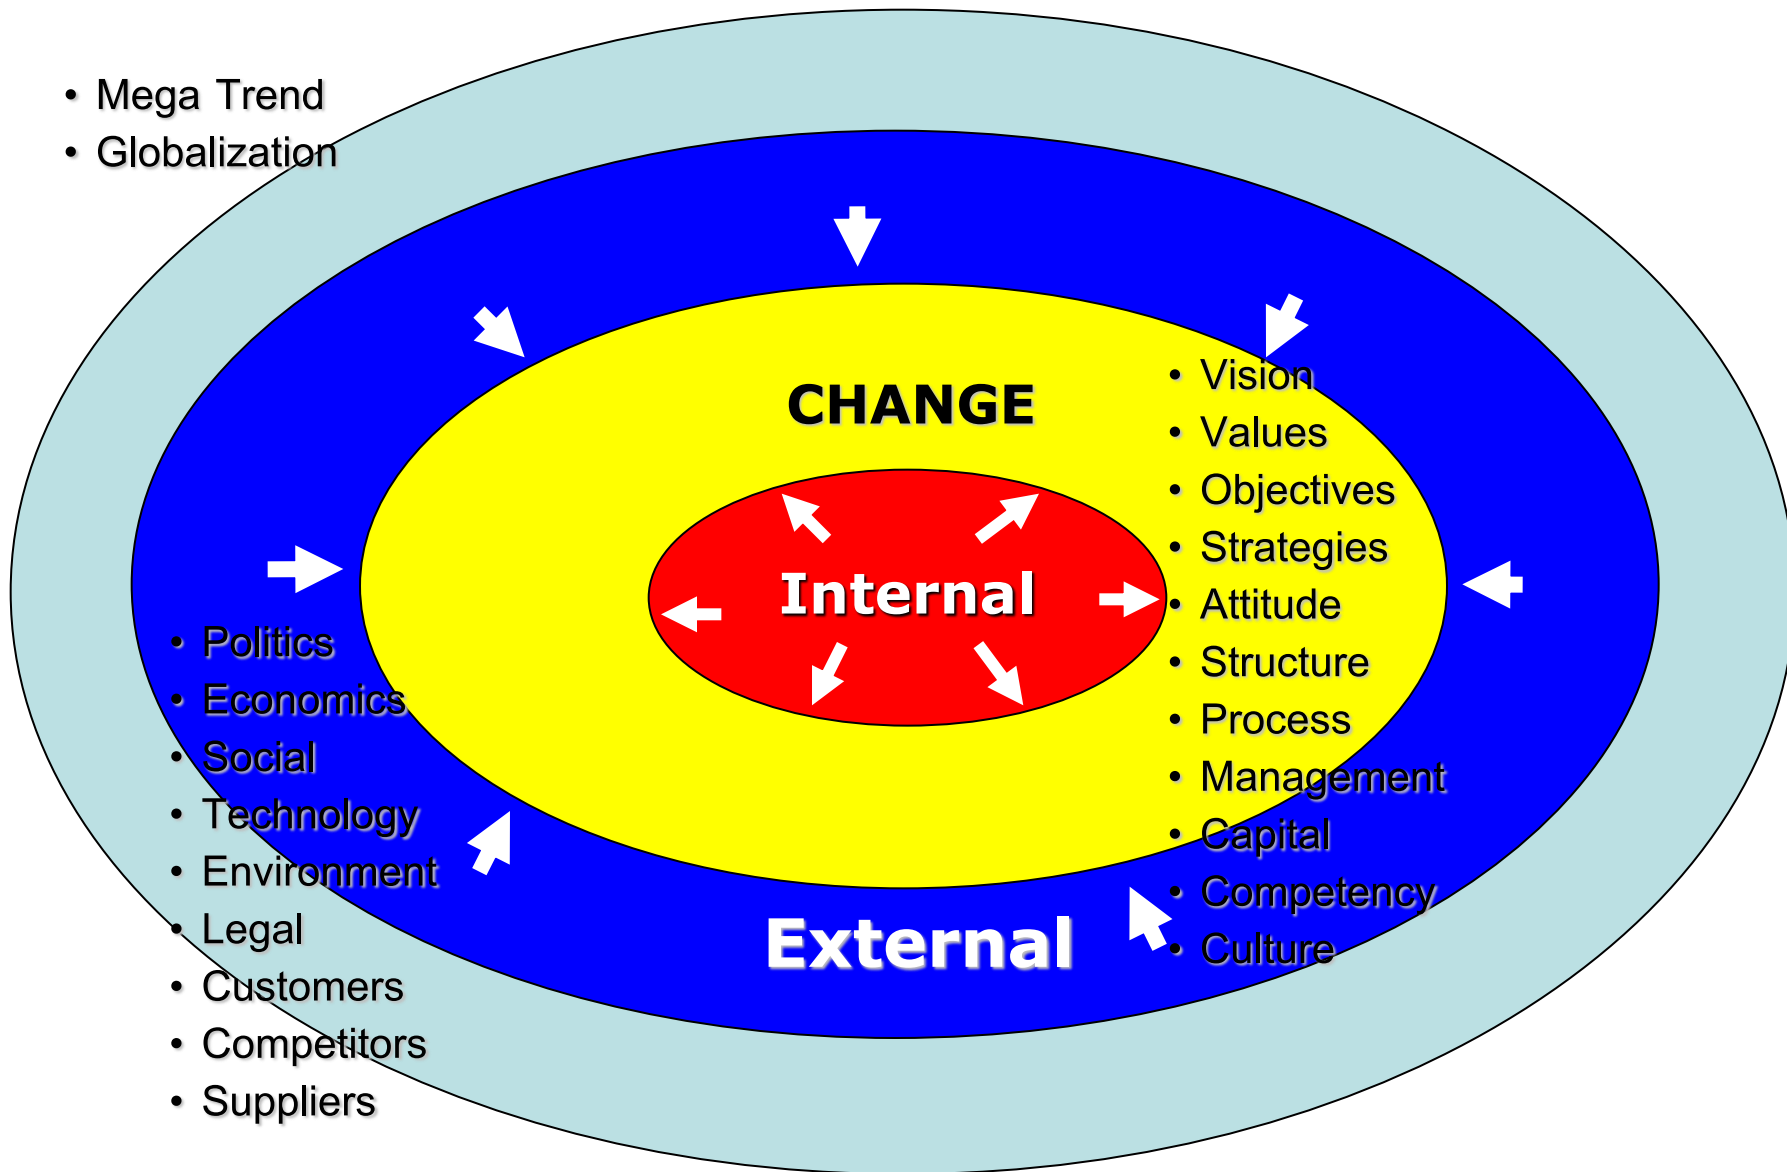 • Mega Trend
• Globalization
CHANGE
Internal
External
• Vision
• Values
• Objectives
• Strategies
• Attitude
• Structure
• Process
• Management
• Capital
• Competency
• Culture
• Politics
• Economics
• Social
• Technology
• Environment
• Legal
• Customers
• Competitors
• Suppliers